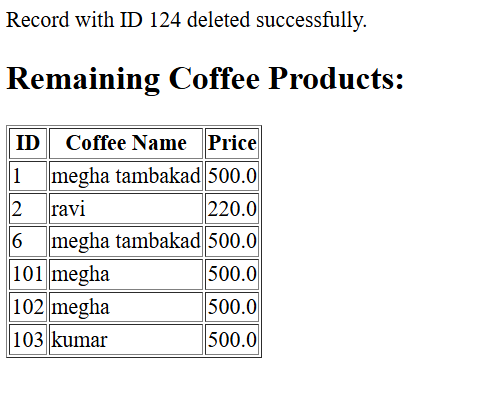 Record with ID 124 deleted successfully.
Remaining Coffee Products:
ID Coffee Name Price
1 megha tambakad 500.0
2 ravi 220.0
6 megha tambakad 500.0
101 megha 500.0
102 megha 500.0
103 kumar 500.0